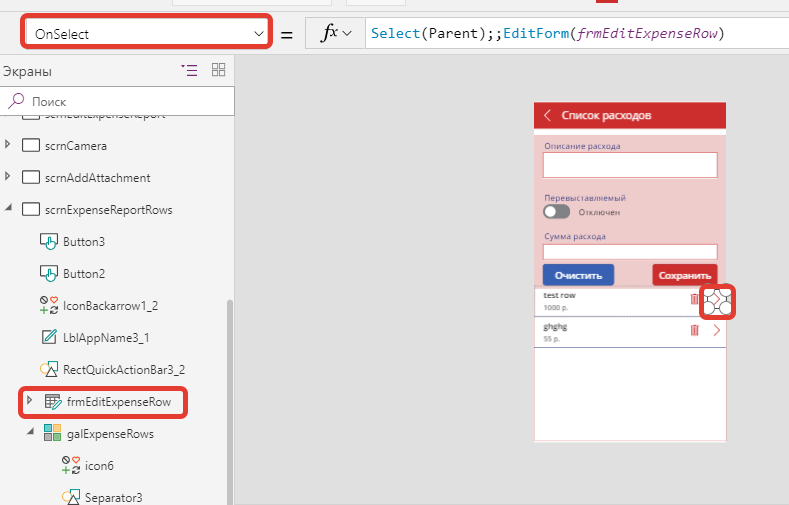 OnSelect
=
fx
Select(Parent);;EditForm(frmEditExpenseRow)
Экраны
Поиск
scrnEditExpenseReport
scrnCamera
scrnAddAttachment
scrnExpenseReportRows
Button3
Button2
IconBackarrow1_2
LblAppName3_1
RectQuickActionBar3_2
frmEditExpenseRow
galExpenseRows
icon6
Separator3
Список расходов
Описание расхода
Перевыставляемый
Отключен
Сумма расхода
Очистить
Сохранить
test row
1000 р.
ghghg
55 р.